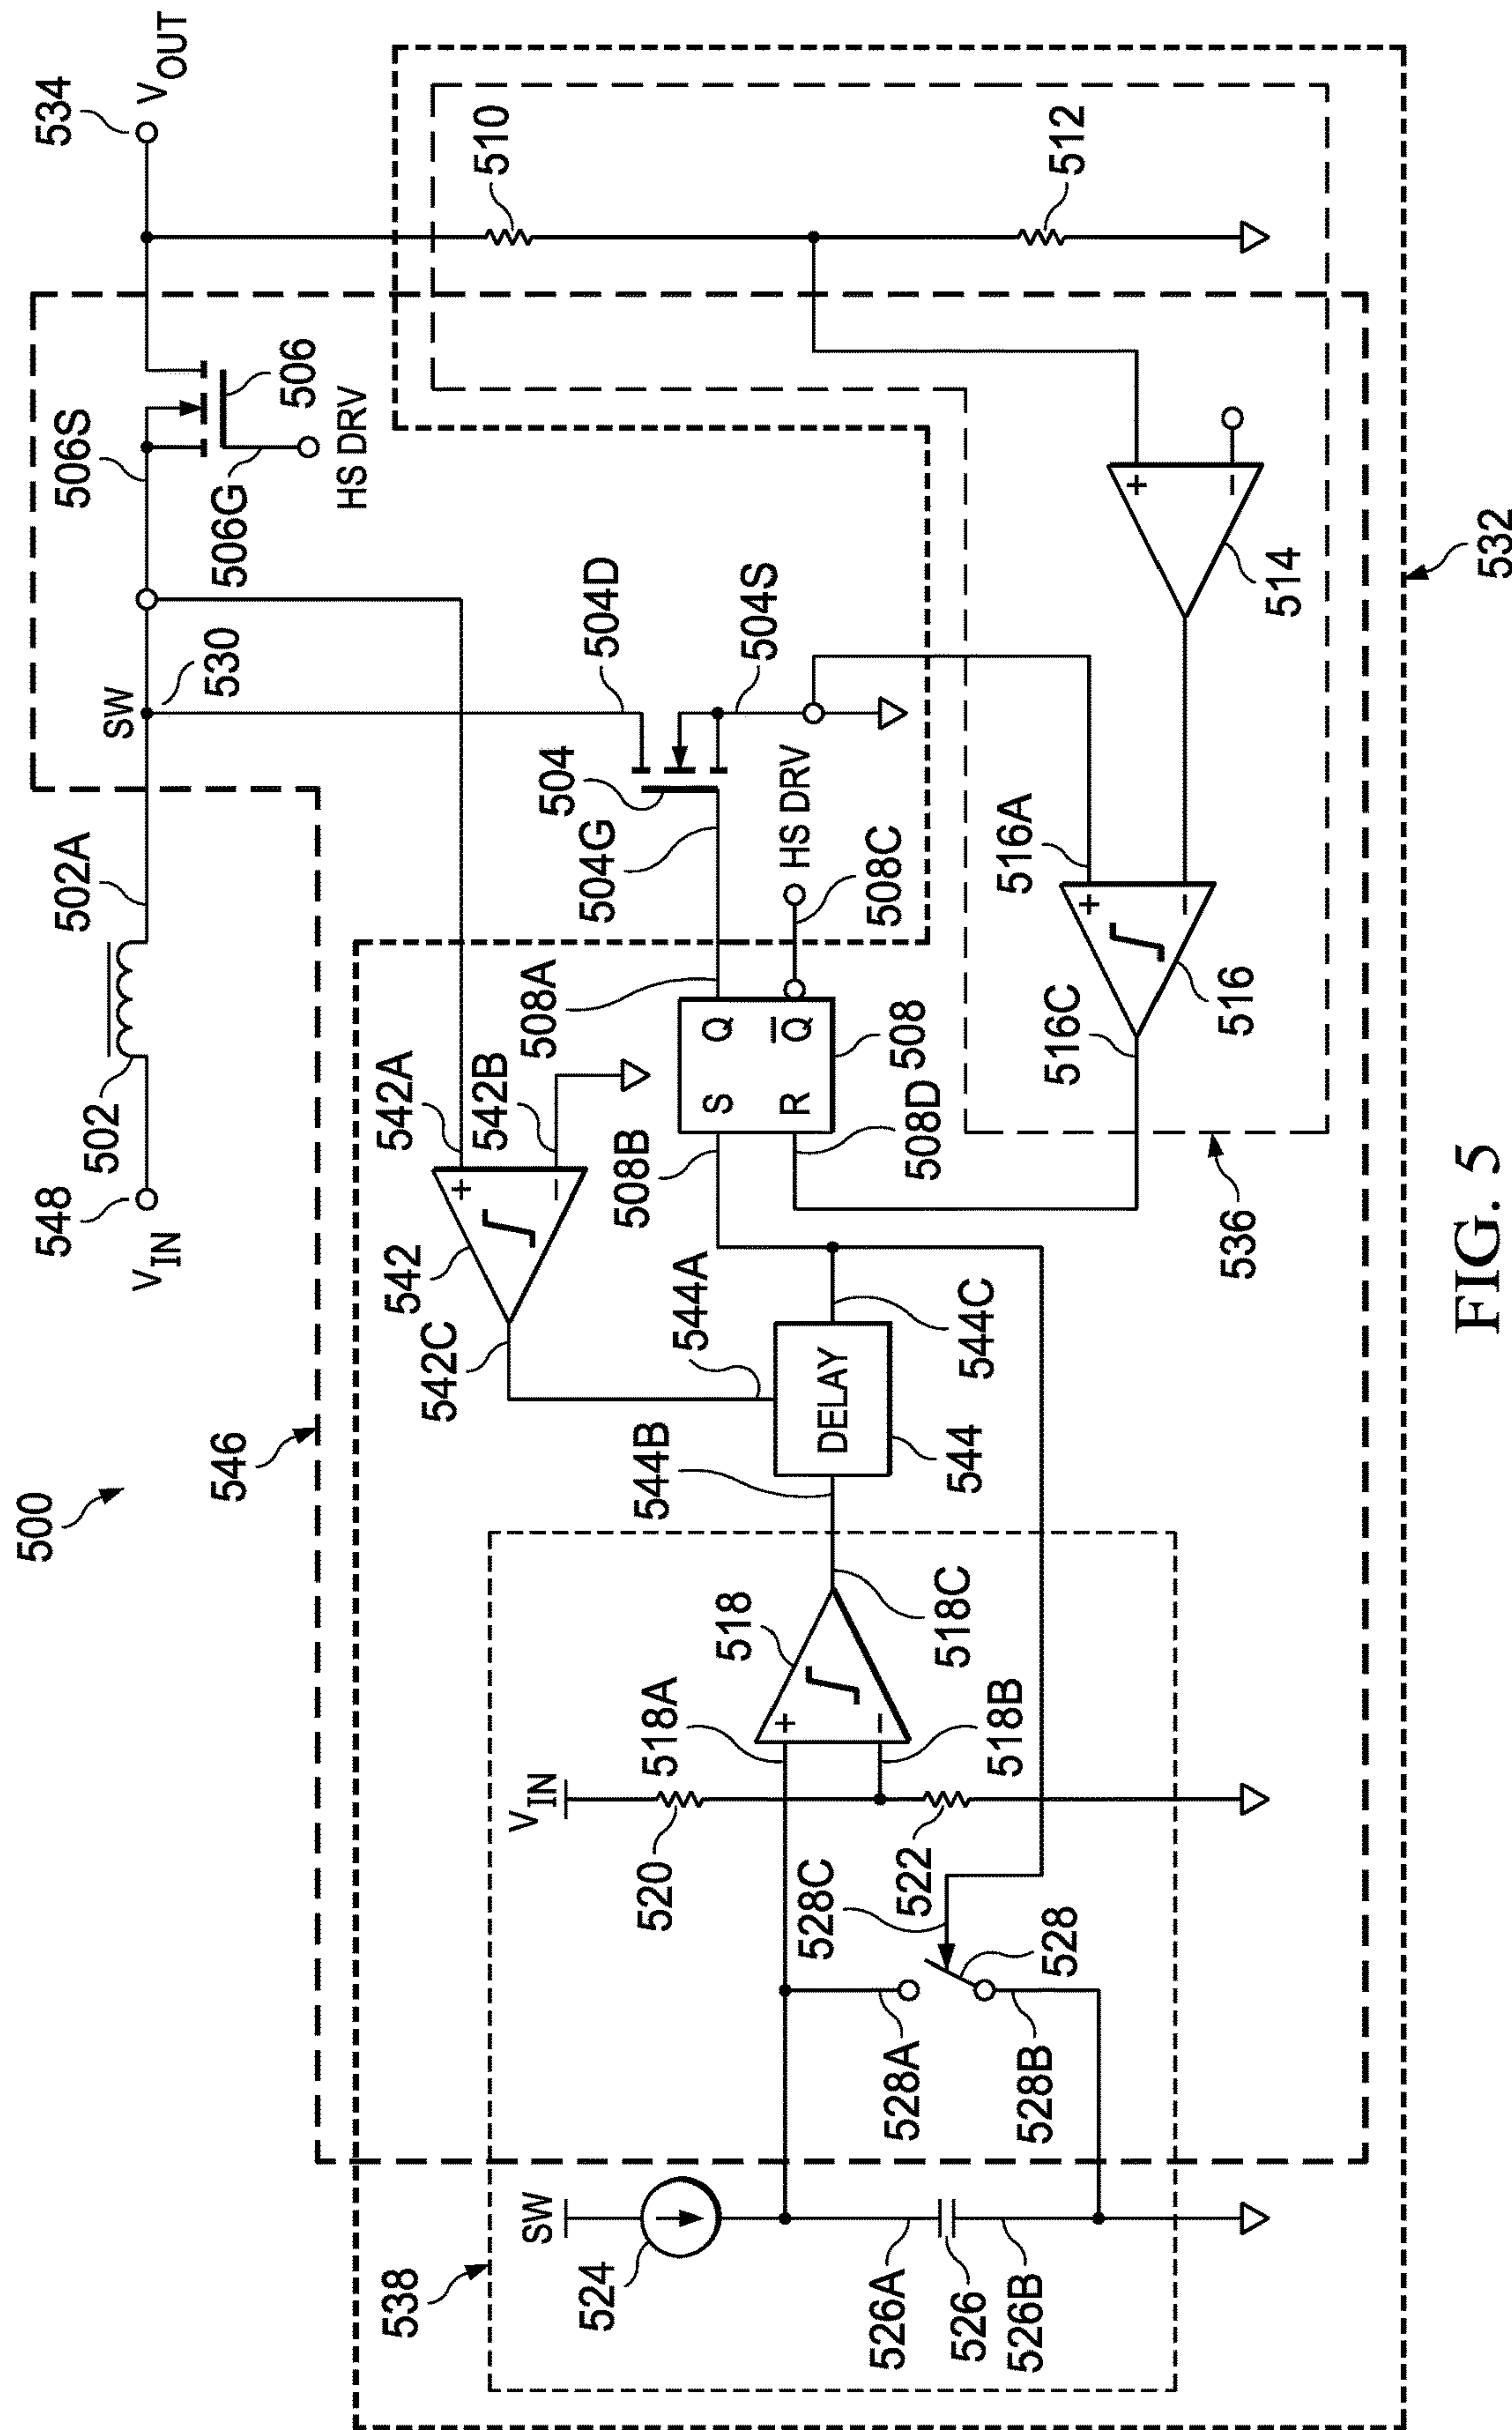 500
546
548
V_IN
502
502A
SW
530
506S
506G
506
HS DRV
534
V_OUT
542A
542B
542
542C
504D
504S
504
504G
HS DRV
508C
508A
508B
S
Q
R
Q̅
508
508D
510
512
+
−
514
516A
+
−
516
516C
536
532
544A
544B
DELAY
544
544C
+
−
518
518A
518B
518C
+
−
V_IN
520
522
528C
528
528A
528B
SW
524
538
526A
526
526B
FIG. 5